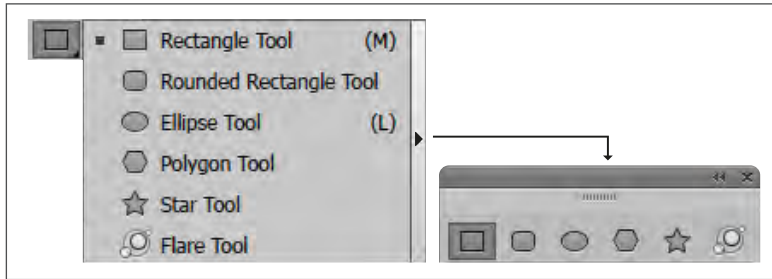 Rectangle Tool (M)
Rounded Rectangle Tool
Ellipse Tool (L)
Polygon Tool
Star Tool
Flare Tool